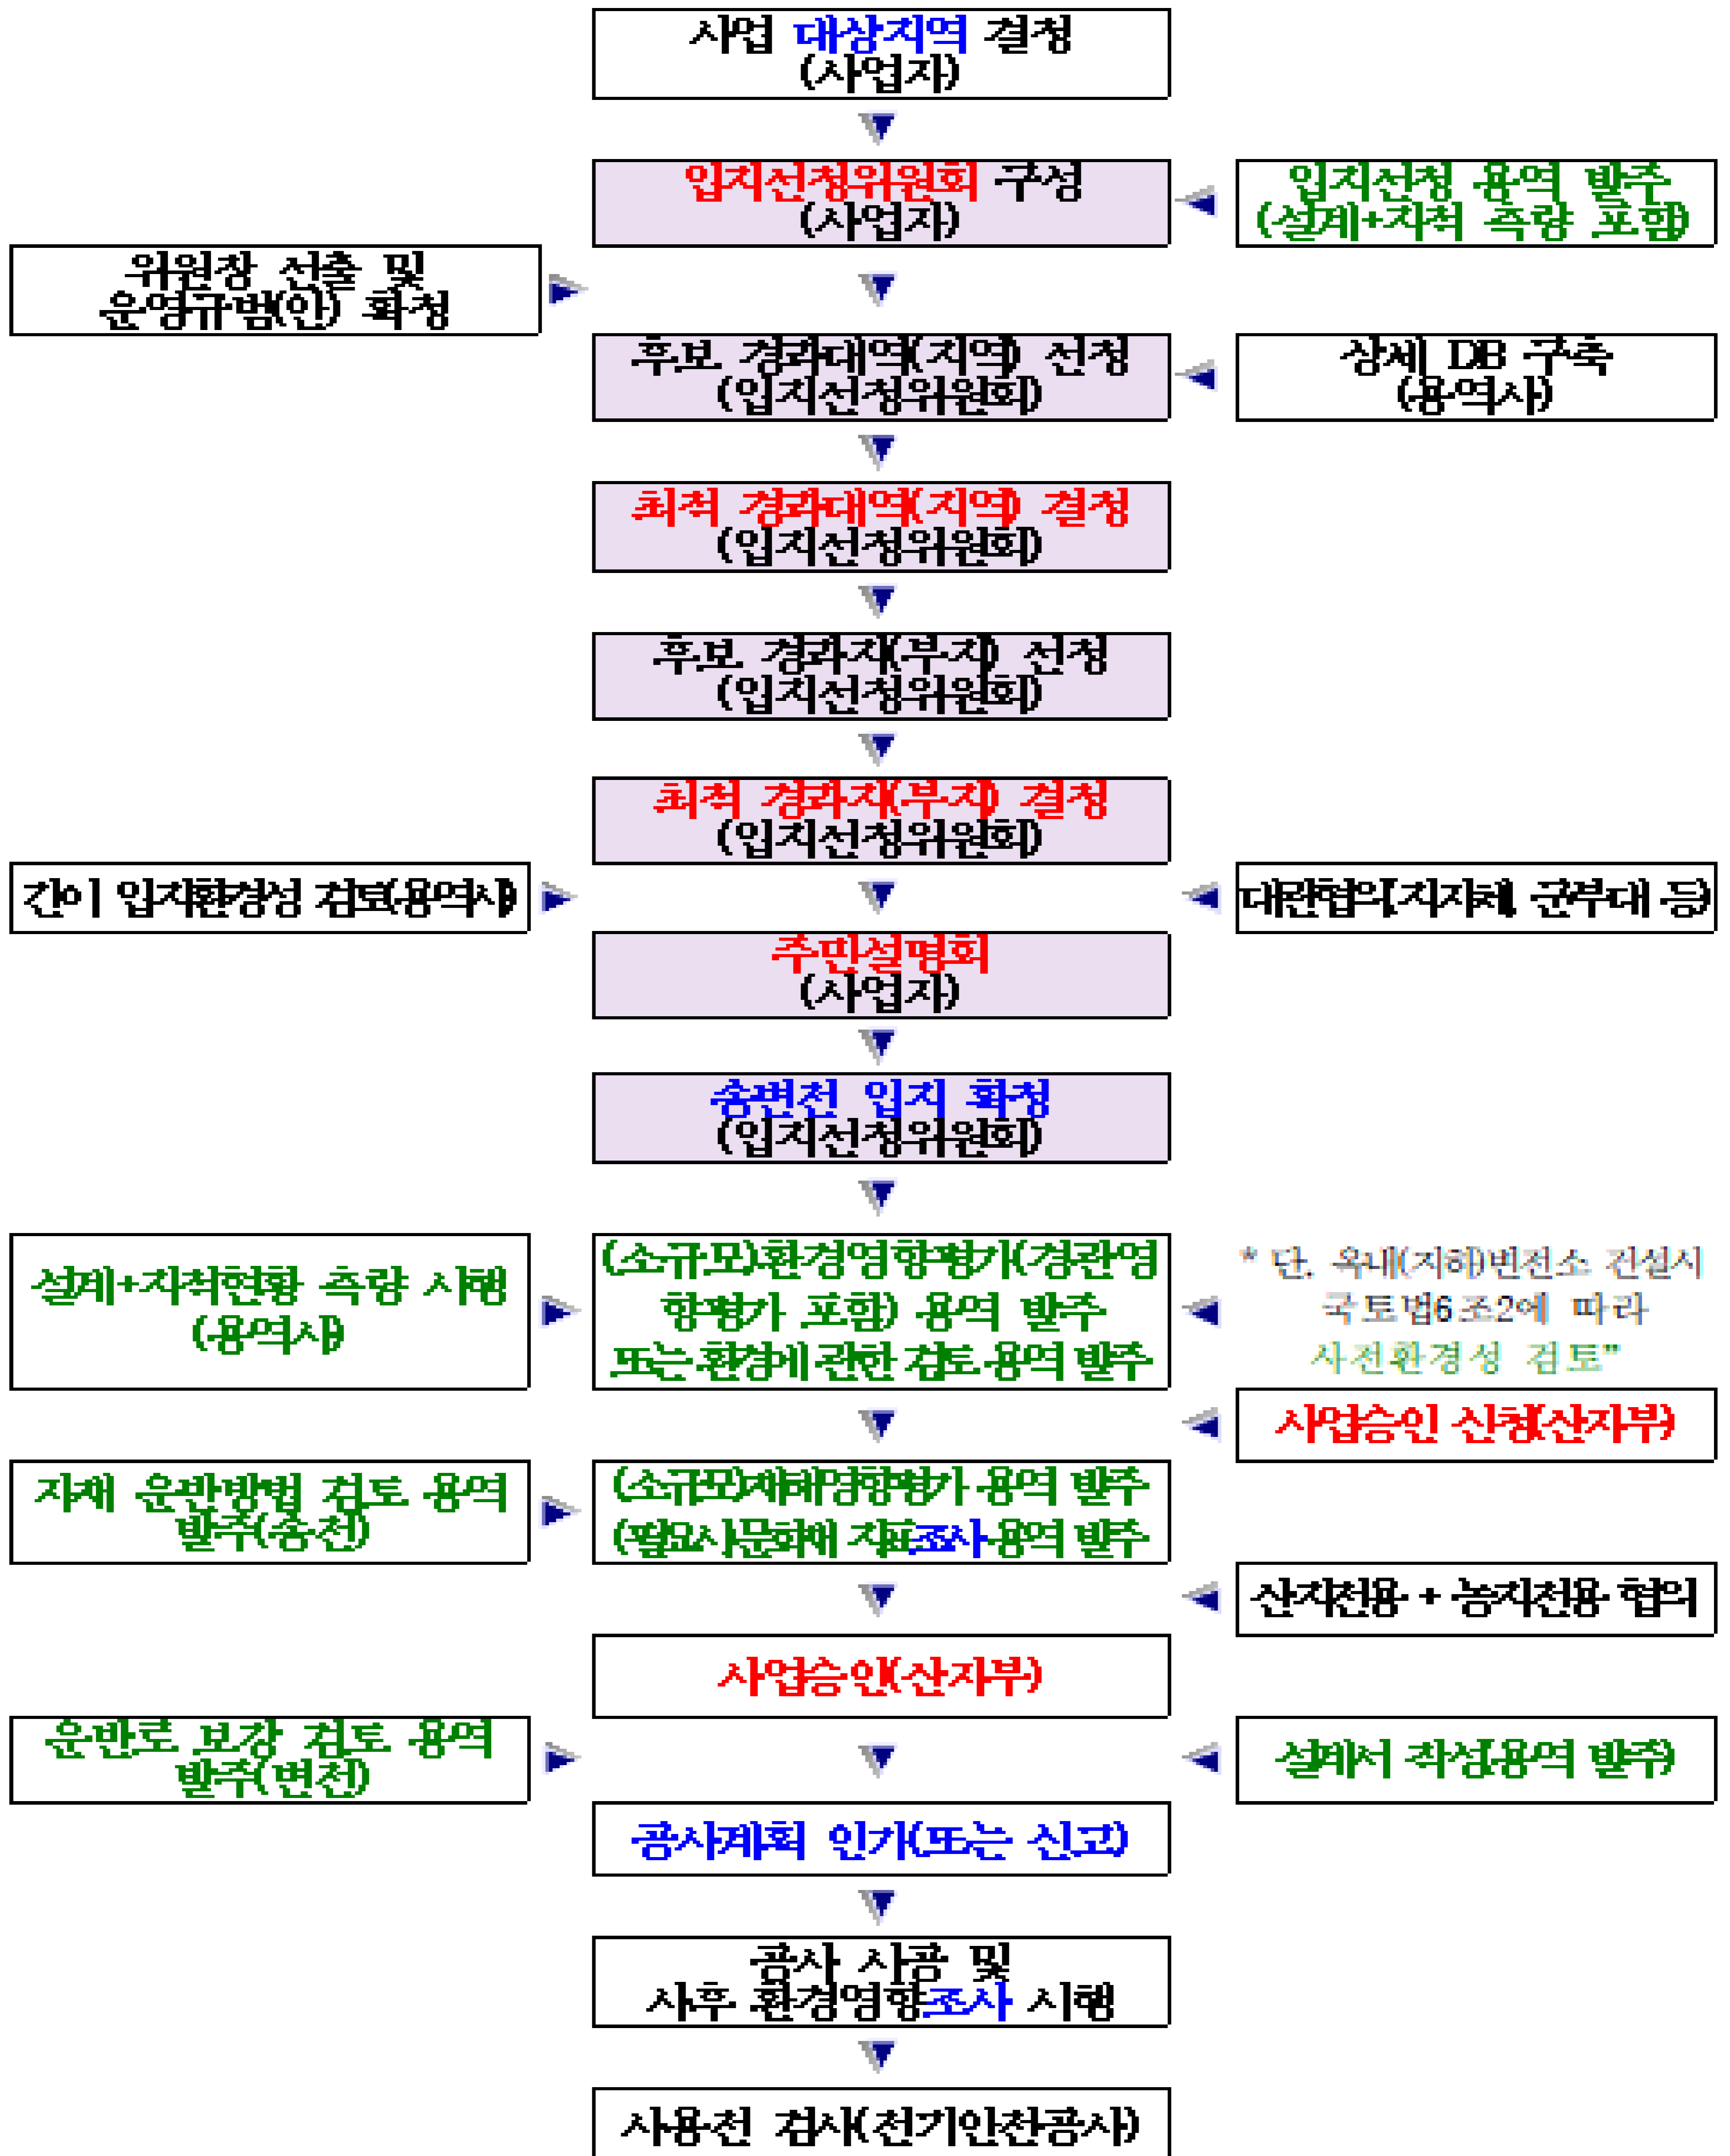 사업 대상지역 결정
(사업자)
입지선정위원회 구성
(사업자)
입지선정 용역 발주
(설계+지적 측량 포함)
위원장 선출 및
운영규범(안) 확정
후보 경과대역(지역) 선정
(입지선정위원회)
상세 DB 구축
(용역사)
최적 경과대역(지역) 결정
(입지선정위원회)
후보 경과지(부지) 선정
(입지선정위원회)
최적 경과지(부지) 결정
(입지선정위원회)
간이 입지환경성 검토(용역사)
대관협의(지자체, 군부대 등)
주민설명회
(사업자)
송변전 입지 확정
(입지선정위원회)
설계+지적현황 측량 시행
(용역사)
(소규모)환경영향평가(경관영
향평가 포함) 용역 발주
또는 환경에 관한 검토 용역 발주
* 단, 옥내(지하)변전소 건설시
국토법6조2에 따라
사전환경성 검토"
사업승인 신청(산자부)
자재 운반방법 검토 용역
발주(송전)
(소규모)재해영향평가 용역 발주
(필요시)문화재 지표조사 용역 발주
산지전용 + 농지전용 협의
사업승인(산자부)
운반로 보강 검토 용역
발주(변전)
설계서 작성(용역 발주)
공사계획 인가(또는 신고)
공사 시공 및
사후 환경영향조사 시행
사용전 검사(전기안전공사)